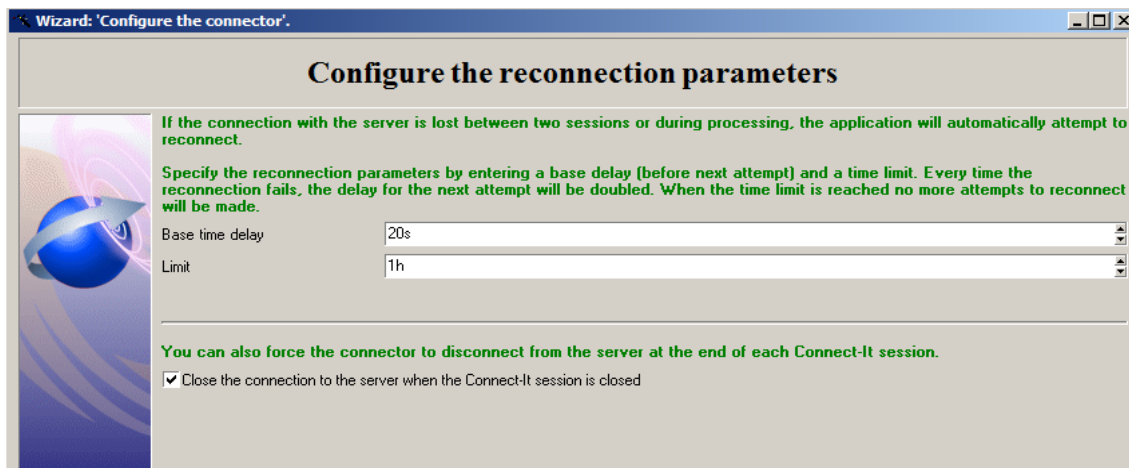 Wizard: 'Configure the connector'.
Configure the reconnection parameters
If the connection with the server is lost between two sessions or during processing, the application will automatically attempt to
reconnect.
Specify the reconnection parameters by entering a base delay (before next attempt) and a time limit. Every time the
reconnection fails, the delay for the next attempt will be doubled. When the time limit is reached no more attempts to reconnect
will be made.
Base time delay 20s
Limit 1h
You can also force the connector to disconnect from the server at the end of each Connect-It session.
Close the connection to the server when the Connect-It session is closed